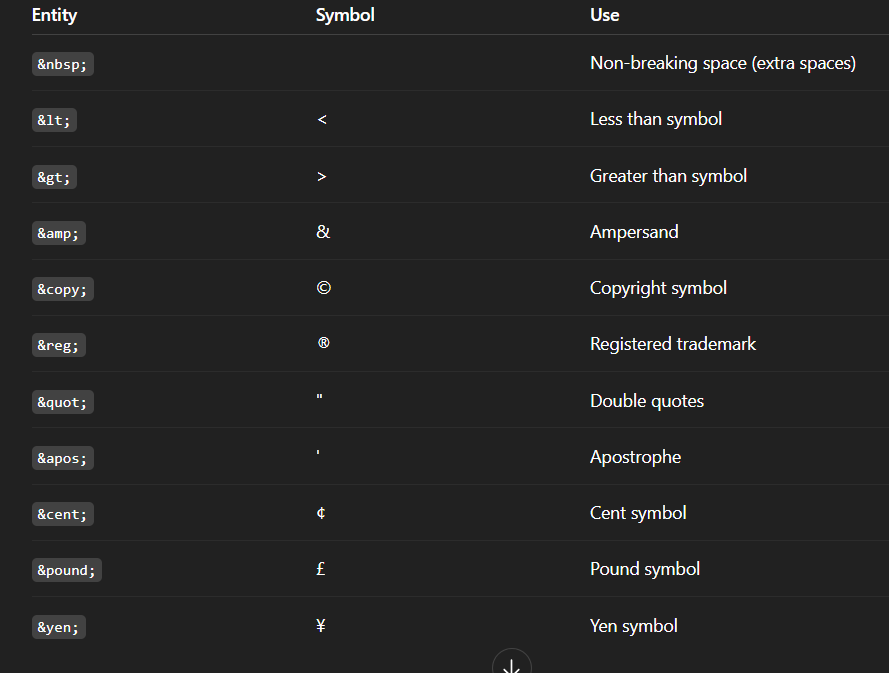 Entity Symbol Use
&nbsp; Non-breaking space (extra spaces)
&lt; < Less than symbol
&gt; > Greater than symbol
&amp; & Ampersand
&copy; © Copyright symbol
&reg; ® Registered trademark
&quot; " Double quotes
&apos; ' Apostrophe
&cent; ¢ Cent symbol
&pound; £ Pound symbol
&yen; ¥ Yen symbol